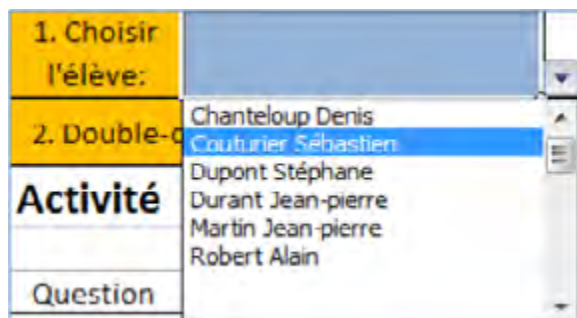 1. Choisir
l'élève:
Chanteloup Denis
2. Double-
Couturier Sébastien
Dupont Stéphane
Activité
Durant Jean-pierre
Martin Jean-pierre
Robert Alain
Question